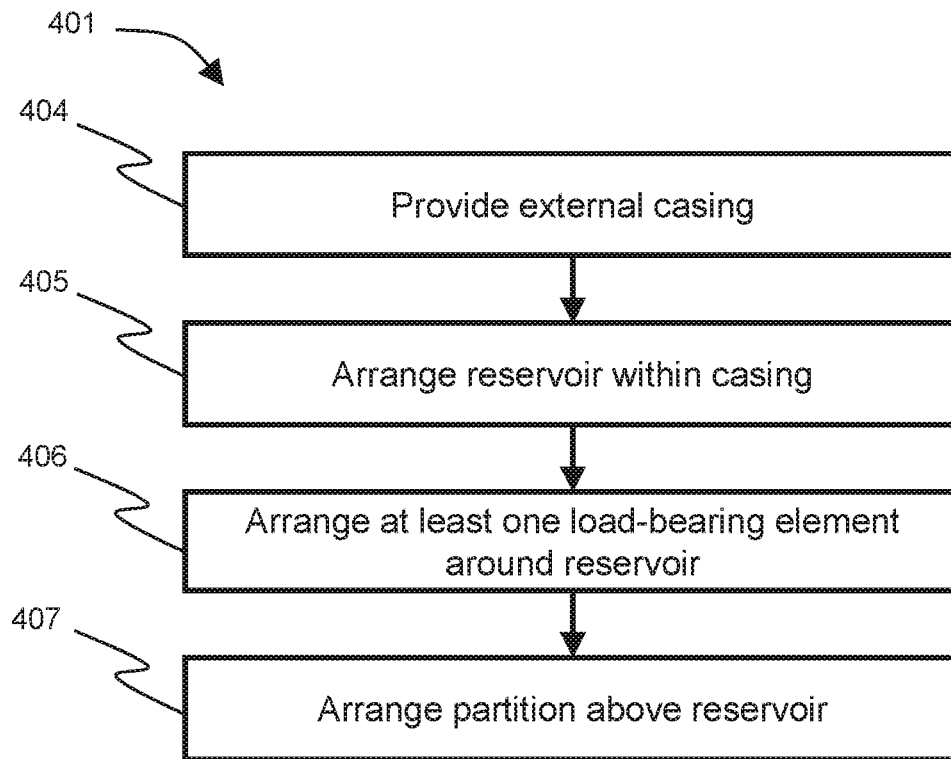 401
404
Provide external casing
405
Arrange reservoir within casing
406
Arrange at least one load-bearing element
around reservoir
407
Arrange partition above reservoir